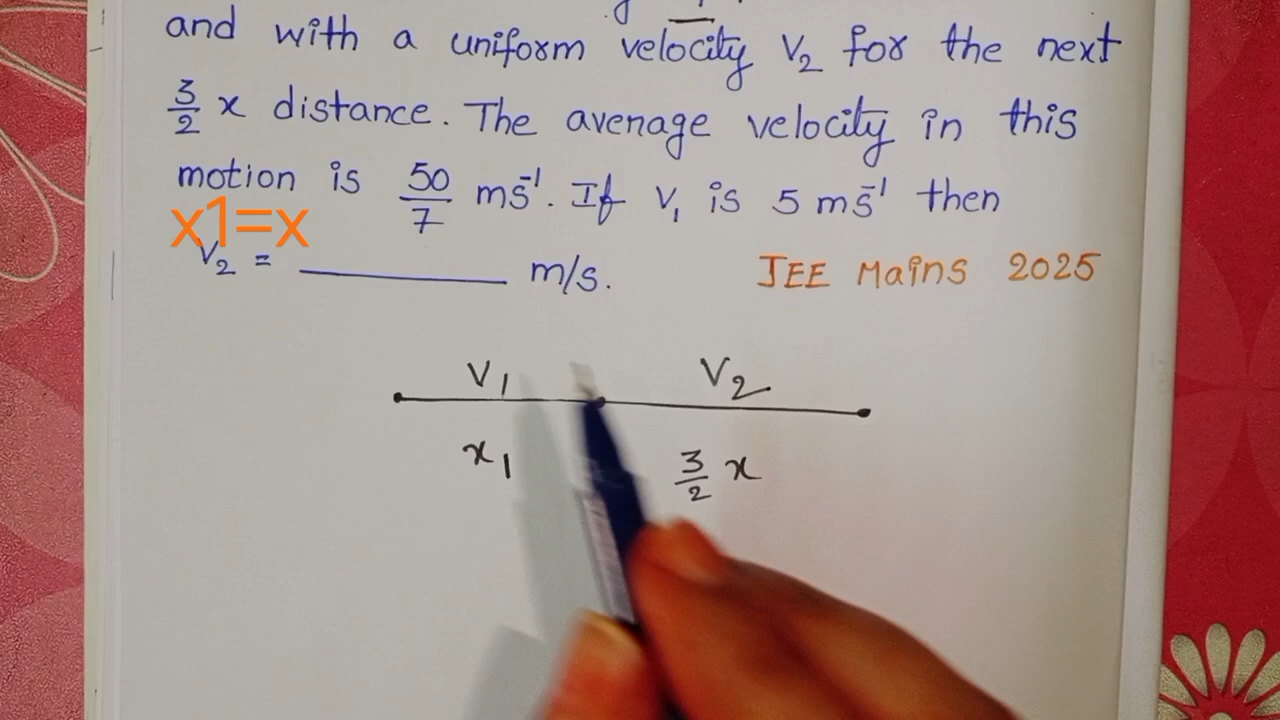 and with a uniform velocity V₂ for the next
3/2 x distance. The average velocity in this
motion is 50/7 ms⁻¹. If V₁ is 5 ms⁻¹ then
x1=x
V₂ = __________ m/s.
JEE Mains 2025
V₁ V₂
x₁ 3/2 x